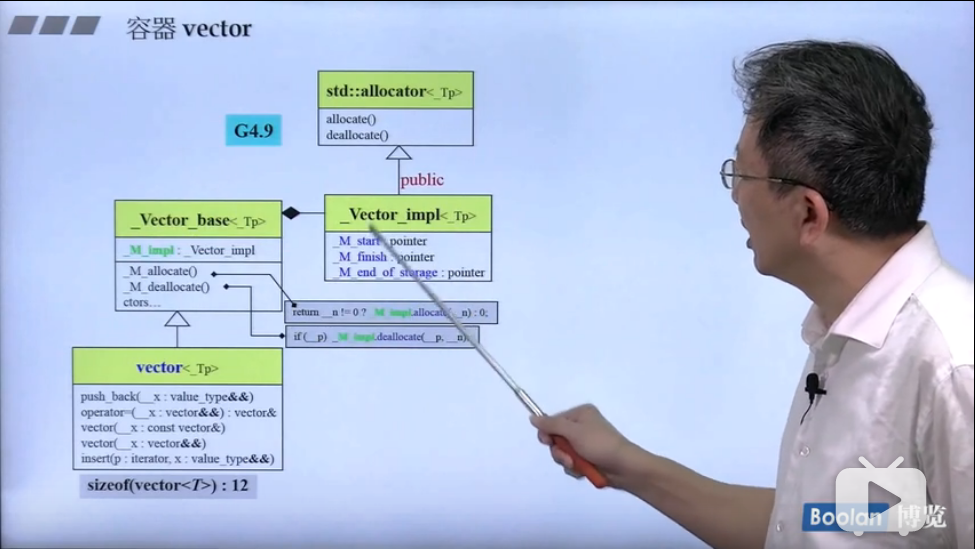 容器 vector
std::allocator<_Tp>
allocate()
deallocate()
G4.9
public
_Vector_base<_Tp>
_M_impl : _Vector_impl
_M_allocate()
_M_deallocate()
ctors…
_Vector_impl<_Tp>
_M_start : pointer
_M_finish : pointer
_M_end_of_storage : pointer
return __n != 0 ? _M_impl.allocate(__n) : 0;
if (__p) _M_impl.deallocate(__p, __n);
vector<_Tp>
push_back(__x : value_type&&)
operator=(__x : vector&&) : vector&
vector(__x : const vector&)
vector(__x : vector&&)
insert(p : iterator, x : value_type&&)
sizeof(vector<T>) : 12
Boolan 博览